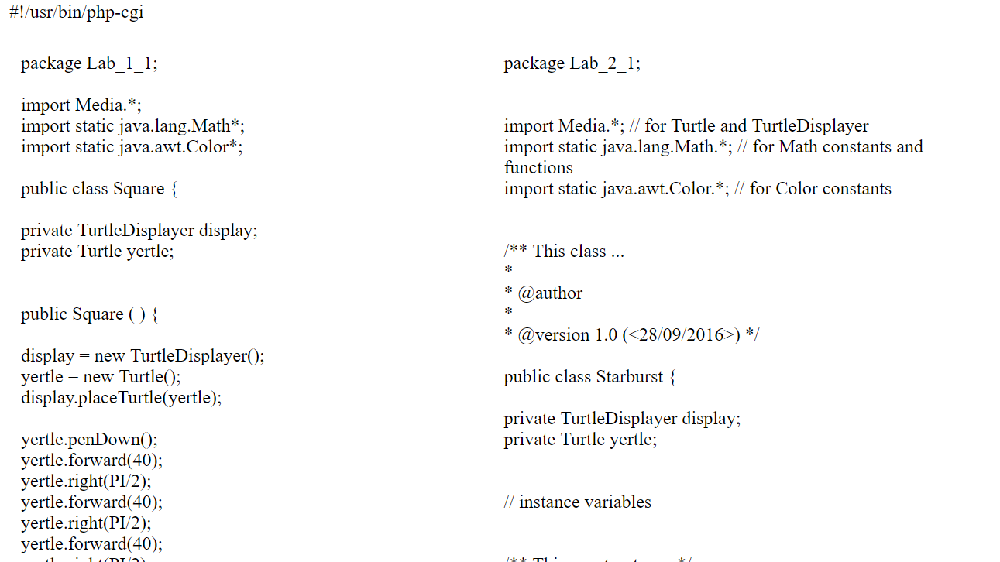 #!/usr/bin/php-cgi
package Lab_1_1;
import Media.*;
import static java.lang.Math*;
import static java.awt.Color*;
public class Square {
private TurtleDisplayer display;
private Turtle yertle;
public Square ( ) {
display = new TurtleDisplayer();
yertle = new Turtle();
display.placeTurtle(yertle);
yertle.penDown();
yertle.forward(40);
yertle.right(PI/2);
yertle.forward(40);
yertle.right(PI/2);
yertle.forward(40);
package Lab_2_1;
import Media.*; // for Turtle and TurtleDisplayer
import static java.lang.Math.*; // for Math constants and
functions
import static java.awt.Color.*; // for Color constants
/** This class ...
*
* @author
*
* @version 1.0 (<28/09/2016>) */
public class Starburst {
private TurtleDisplayer display;
private Turtle yertle;
// instance variables